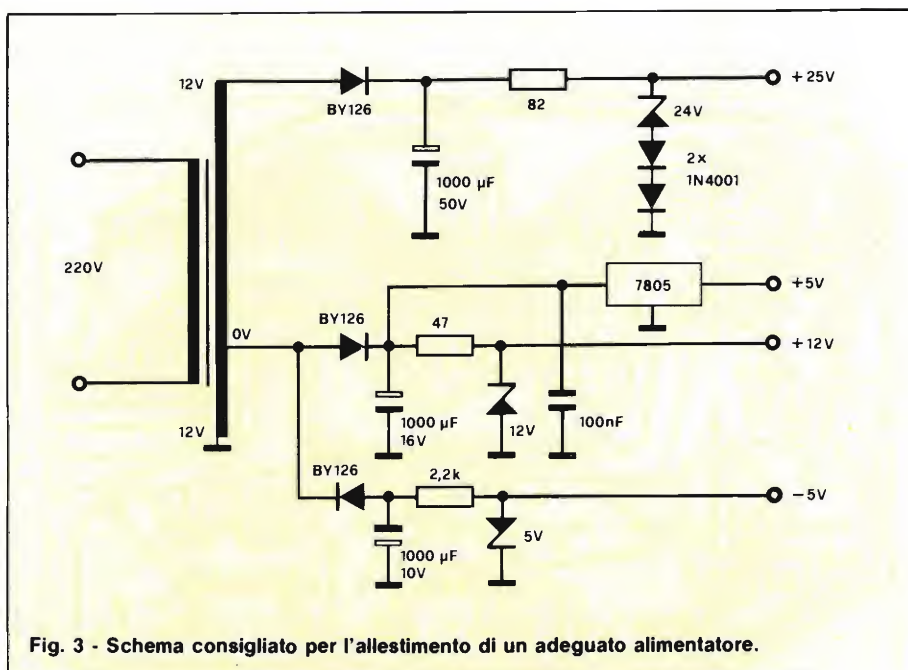 12V
BY126
82
+25V
24V
2x
1N4001
1000 µF
50V
220V
7805
+5V
BY126
47
0V
+12V
1000 µF
16V
12V
100nF
12V
BY126
2,2k
-5V
5V
1000 µF
10V
Fig. 3 - Schema consigliato per l'allestimento di un adeguato alimentatore.